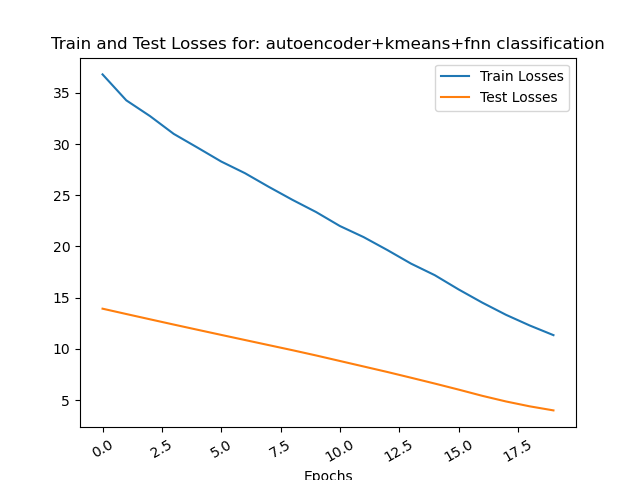 Train and Test Losses for: autoencoder+kmeans+fnn classification
Train Losses
Test Losses
35
30
25
20
15
10
5
0.0 2.5 5.0 7.5 10.0 12.5 15.0 17.5
Epochs